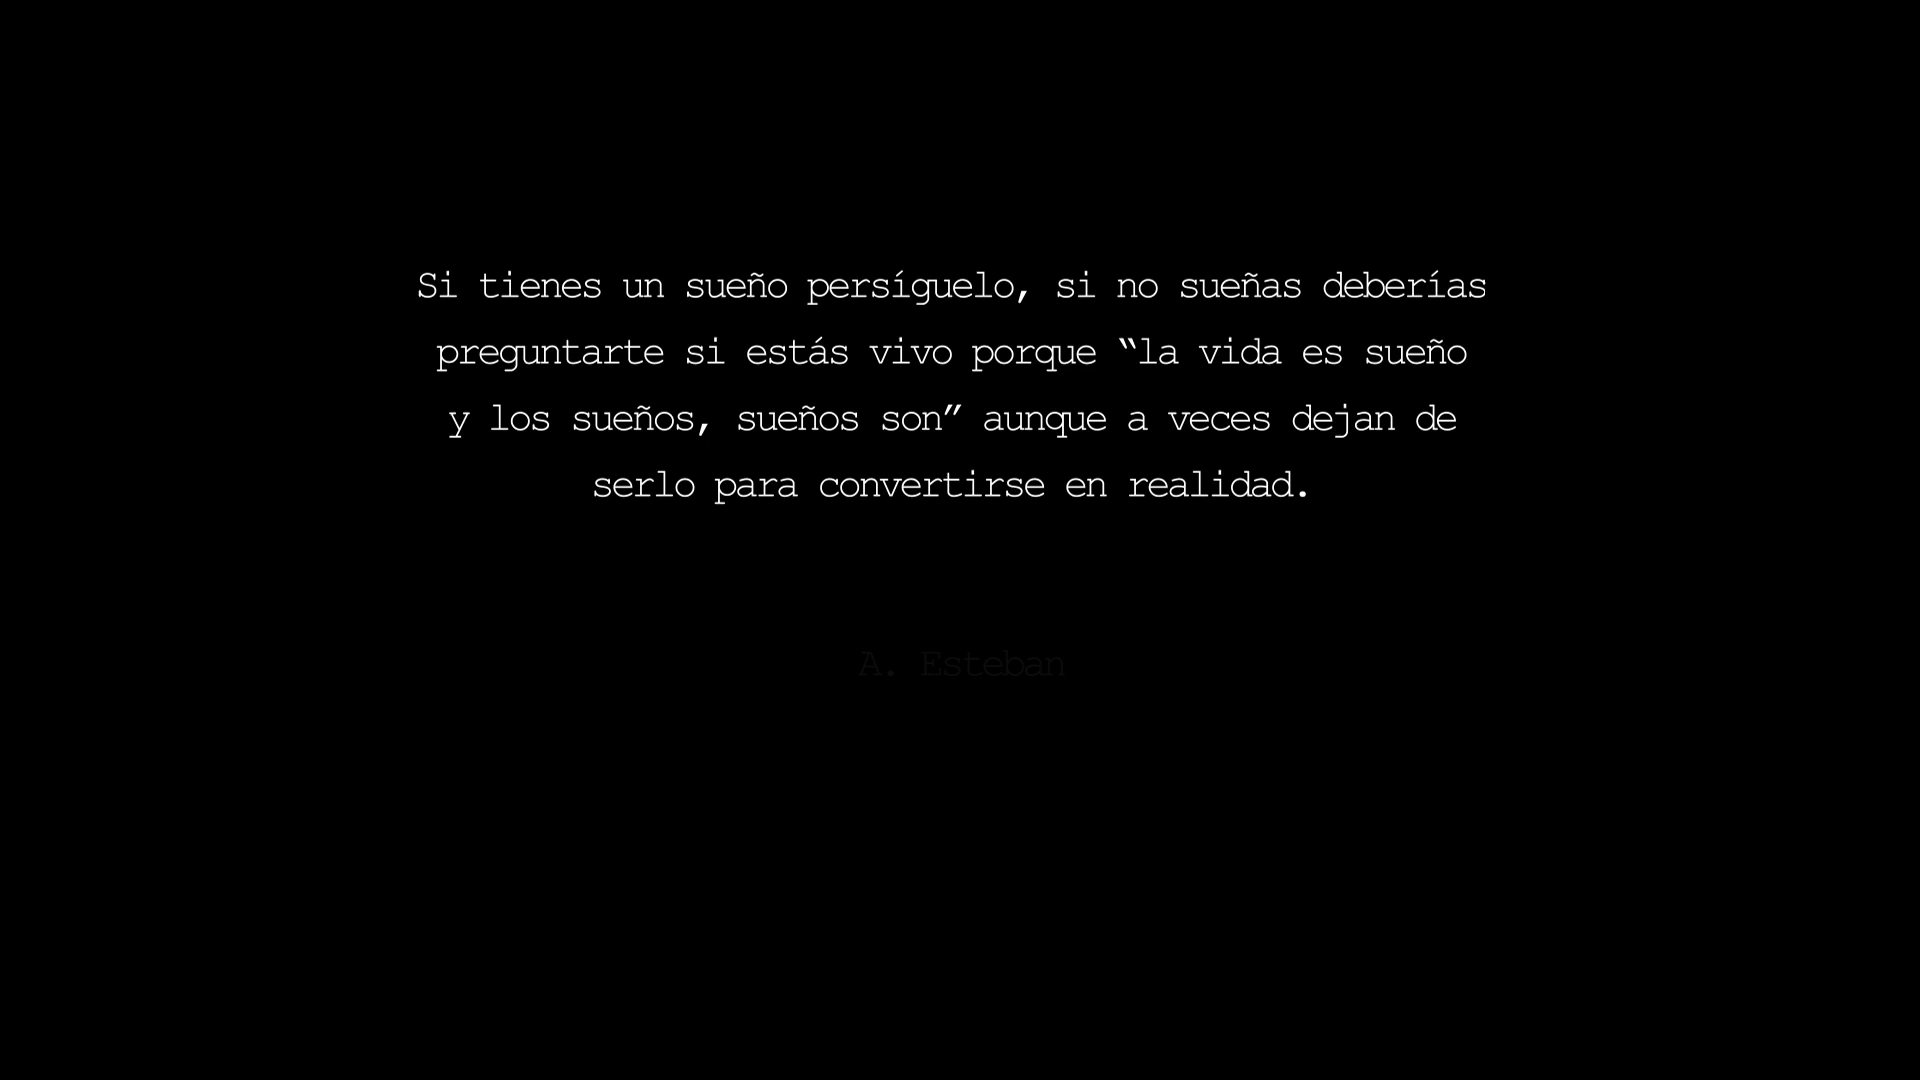 Si tienes un sueño persíguelo, si no sueñas deberías
preguntarte si estás vivo porque “la vida es sueño
y los sueños, sueños son” aunque a veces dejan de
serlo para convertirse en realidad.
A. Esteban